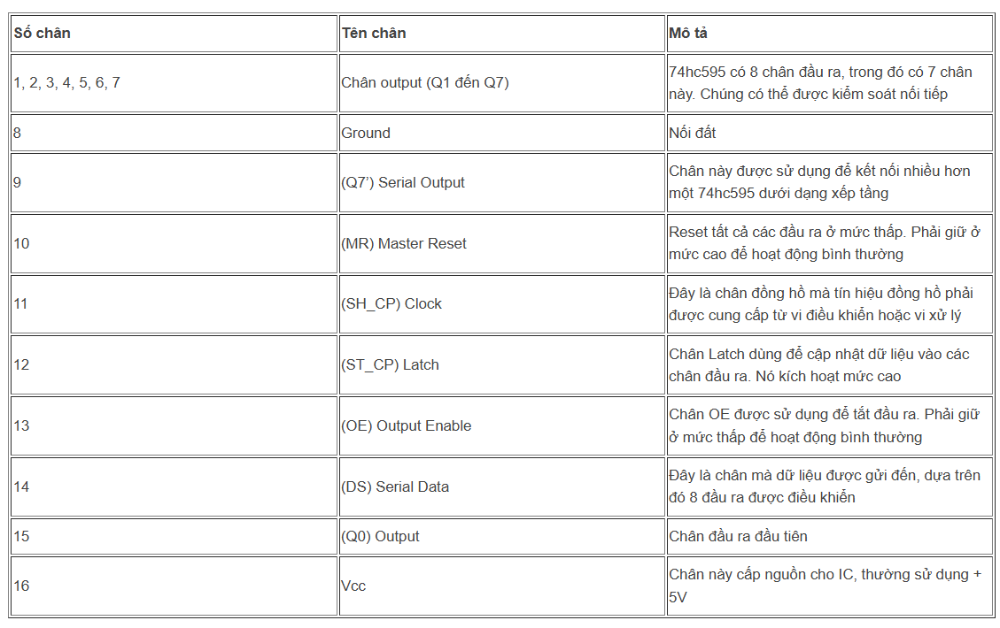 Số chân Tên chân Mô tả
1, 2, 3, 4, 5, 6, 7 Chân output (Q1 đến Q7) 74hc595 có 8 chân đầu ra, trong đó có 7 chân
này. Chúng có thể được kiểm soát nối tiếp
8 Ground Nối đất
9 (Q7’) Serial Output Chân này được sử dụng để kết nối nhiều hơn
một 74hc595 dưới dạng xếp tầng
10 (MR) Master Reset Reset tất cả các đầu ra ở mức thấp. Phải giữ ở
mức cao để hoạt động bình thường
11 (SH_CP) Clock Đây là chân đồng hồ mà tín hiệu đồng hồ phải
được cung cấp từ vi điều khiển hoặc vi xử lý
12 (ST_CP) Latch Chân Latch dùng để cập nhật dữ liệu vào các
chân đầu ra. Nó kích hoạt mức cao
13 (OE) Output Enable Chân OE được sử dụng để tắt đầu ra. Phải giữ
ở mức thấp để hoạt động bình thường
14 (DS) Serial Data Đây là chân mà dữ liệu được gửi đến, dựa trên
đó 8 đầu ra được điều khiển
15 (Q0) Output Chân đầu ra đầu tiên
16 Vcc Chân này cấp nguồn cho IC, thường sử dụng +
5V